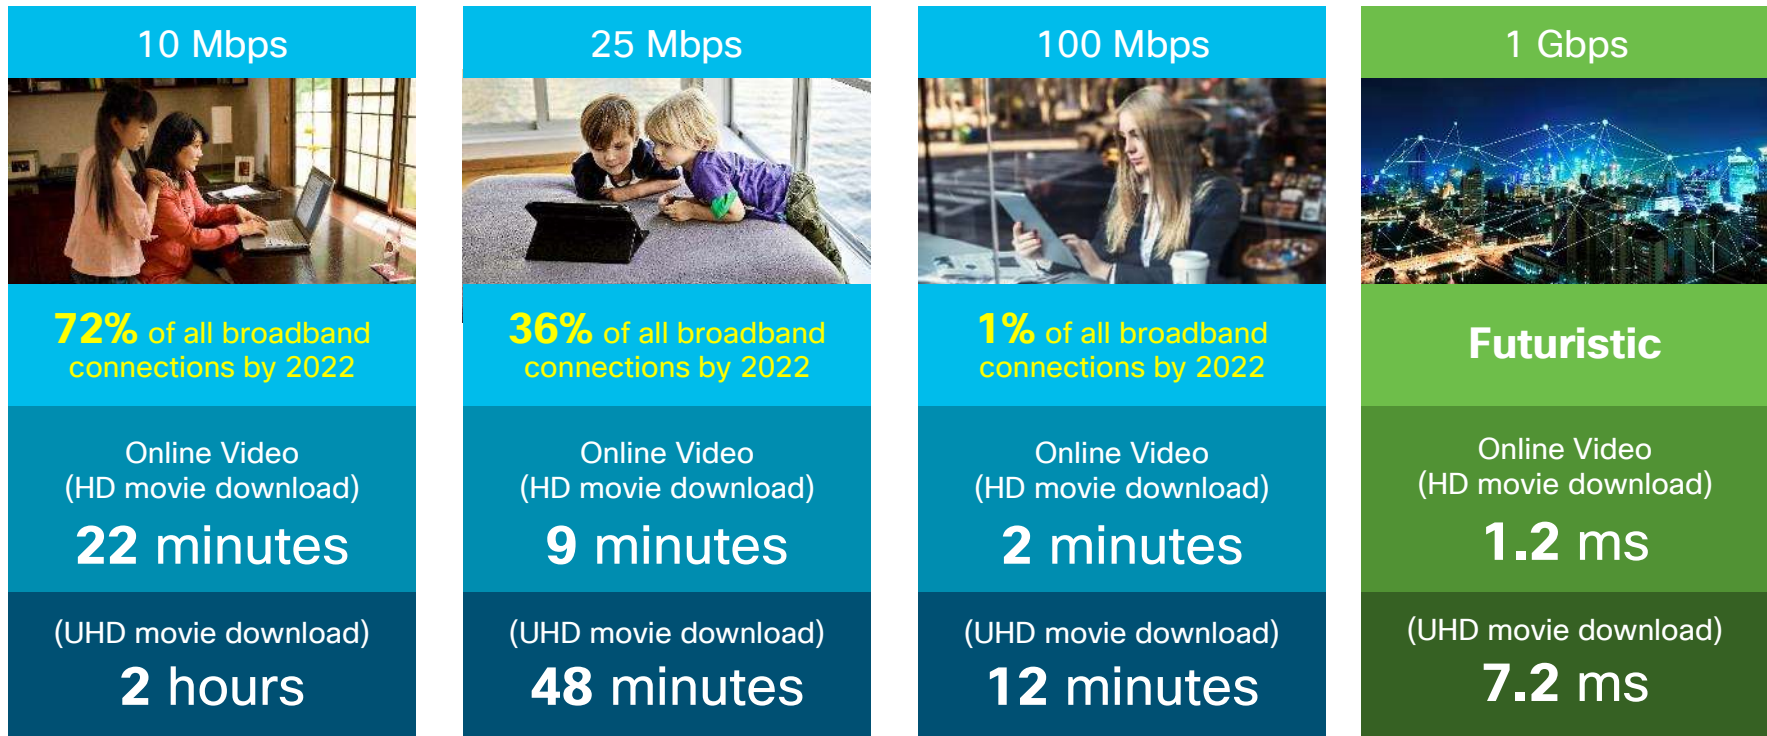 10 Mbps
72% of all broadband
connections by 2022
Online Video
(HD movie download)
22 minutes
(UHD movie download)
2 hours
25 Mbps
36% of all broadband
connections by 2022
Online Video
(HD movie download)
9 minutes
(UHD movie download)
48 minutes
100 Mbps
1% of all broadband
connections by 2022
Online Video
(HD movie download)
2 minutes
(UHD movie download)
12 minutes
1 Gbps
Futuristic
Online Video
(HD movie download)
1.2 ms
(UHD movie download)
7.2 ms